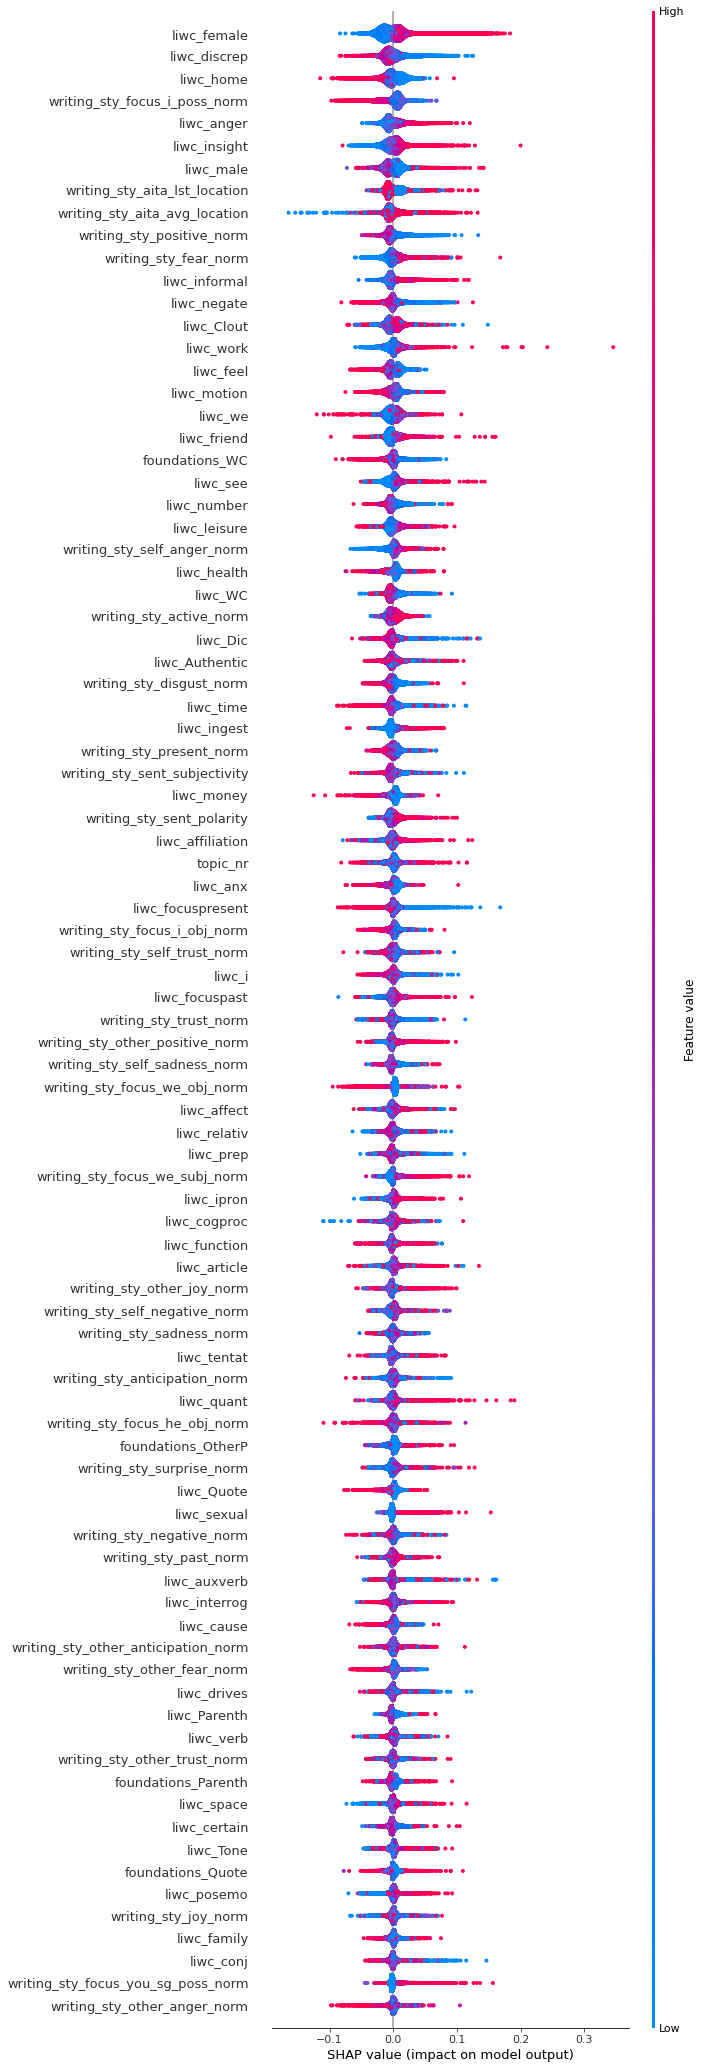 High
liwc_female
liwc_discrep
liwc_home
writing_sty_focus_i_poss_norm
liwc_anger
liwc_insight
liwc_male
writing_sty_aita_lst_location
writing_sty_aita_avg_location
writing_sty_positive_norm
writing_sty_fear_norm
liwc_informal
liwc_negate
liwc_Clout
liwc_work
liwc_feel
liwc_motion
liwc_we
liwc_friend
foundations_WC
liwc_see
liwc_number
liwc_leisure
writing_sty_self_anger_norm
liwc_health
liwc_WC
writing_sty_active_norm
liwc_Dic
liwc_Authentic
writing_sty_disgust_norm
liwc_time
liwc_ingest
writing_sty_present_norm
writing_sty_sent_subjectivity
liwc_money
writing_sty_sent_polarity
liwc_affiliation
topic_nr
liwc_anx
liwc_focuspresent
writing_sty_focus_i_obj_norm
writing_sty_self_trust_norm
liwc_i
liwc_focuspast
writing_sty_trust_norm
writing_sty_other_positive_norm
writing_sty_self_sadness_norm
writing_sty_focus_we_obj_norm
liwc_affect
liwc_relativ
liwc_prep
writing_sty_focus_we_subj_norm
liwc_ipron
liwc_cogproc
liwc_function
liwc_article
writing_sty_other_joy_norm
writing_sty_self_negative_norm
writing_sty_sadness_norm
liwc_tentat
writing_sty_anticipation_norm
liwc_quant
writing_sty_focus_he_obj_norm
foundations_OtherP
writing_sty_surprise_norm
liwc_Quote
liwc_sexual
writing_sty_negative_norm
writing_sty_past_norm
liwc_auxverb
liwc_interrog
liwc_cause
writing_sty_other_anticipation_norm
writing_sty_other_fear_norm
liwc_drives
liwc_Parenth
liwc_verb
writing_sty_other_trust_norm
foundations_Parenth
liwc_space
liwc_certain
liwc_Tone
foundations_Quote
liwc_posemo
writing_sty_joy_norm
liwc_family
liwc_conj
writing_sty_focus_you_sg_poss_norm
writing_sty_other_anger_norm
Feature value
Low
−0.1 0.0 0.1 0.2 0.3
SHAP value (impact on model output)